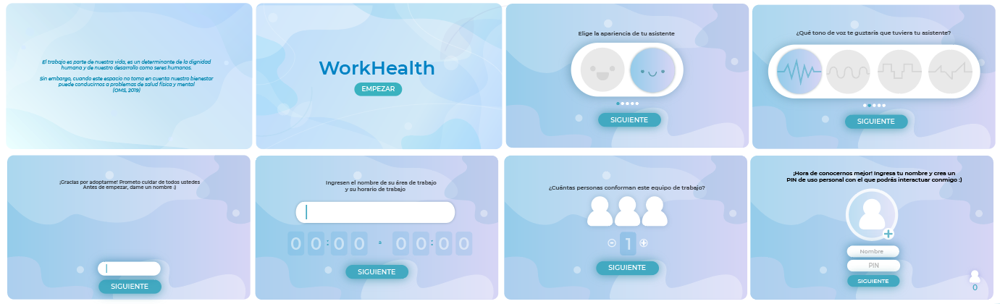 El trabajo es parte de nuestra vida, es un determinante de la dignidad
humana y de nuestro desarrollo como seres humanos.
Sin embargo, cuando este espacio no toma en cuenta nuestro bienestar
puede conducirnos a problemas de salud física y mental
(OMS, 2019)
WorkHealth
EMPEZAR
Elige la apariencia de tu asistente
SIGUIENTE
¿Qué tono de voz te guztaría que tuviera tu asistente?
SIGUIENTE
¡Gracias por adoptarme! Prometo cuidar de todos ustedes
Antes de empezar, dame un nombre :)
SIGUIENTE
Ingresen el nombre de su área de trabajo
y su horario de trabajo
00:00 a 00:00
SIGUIENTE
¿Cuántas personas conforman este equipo de trabajo?
1
SIGUIENTE
¡Hora de conocernos mejor! Ingresa tu nombre y crea un
PIN de uso personal con el que podrás interactuar conmigo :)
Nombre
PIN
SIGUIENTE
0